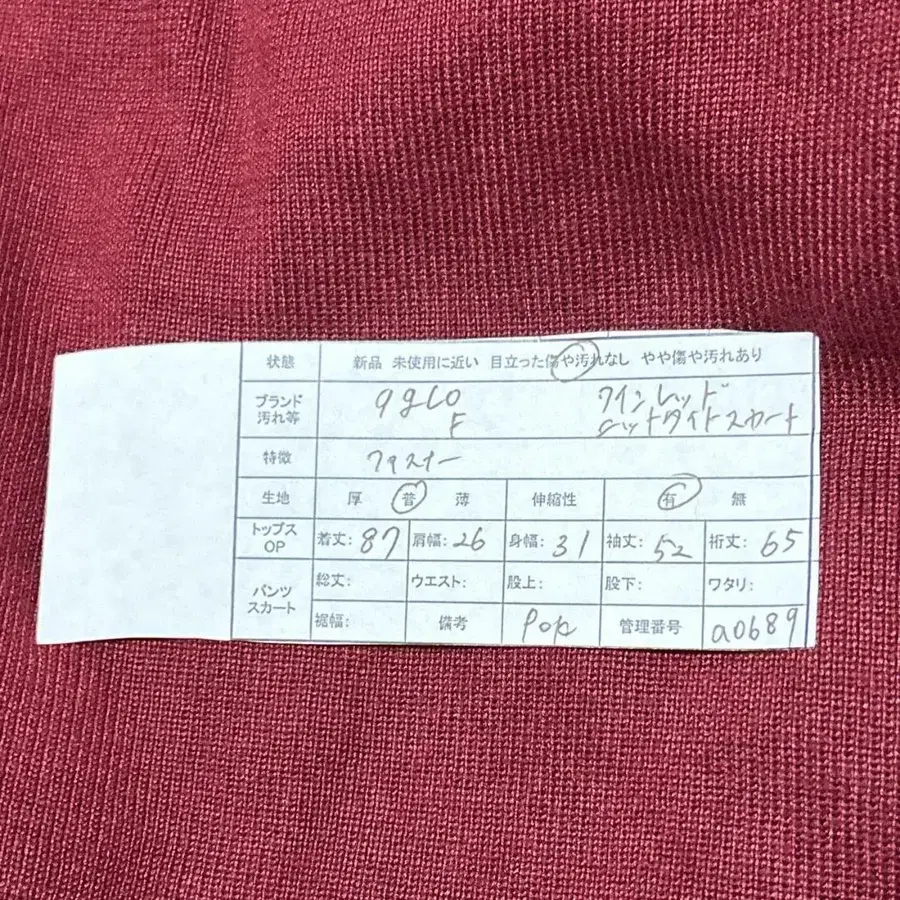 状態 新品 未使用に近い 目立った傷や汚れなし やや傷や汚れあり
ブランド 汚れ等 9gLO F ワインレッド ニットタイトスカート
特徴 ファスナー
生地 厚 普 薄 伸縮性 有 無
トップス OP 着丈: 87 肩幅: 26 身幅: 31 袖丈: 52 裄丈: 65
パンツ スカート 総丈: ウエスト: 股上: 股下: ワタリ:
裾幅: 備考 管理番号 a0689